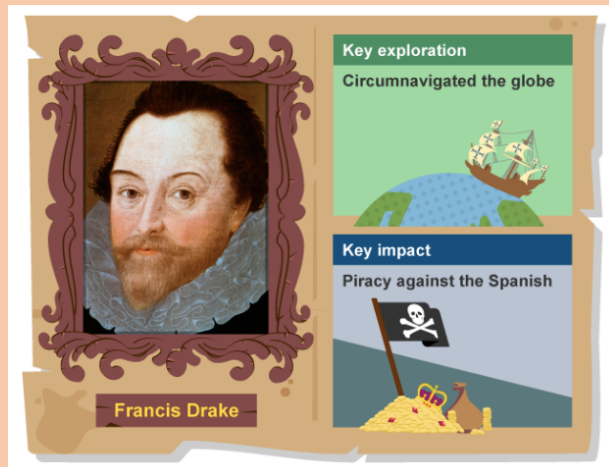 Key exploration
Circumnavigated the globe
Key impact
Piracy against the Spanish
Francis Drake